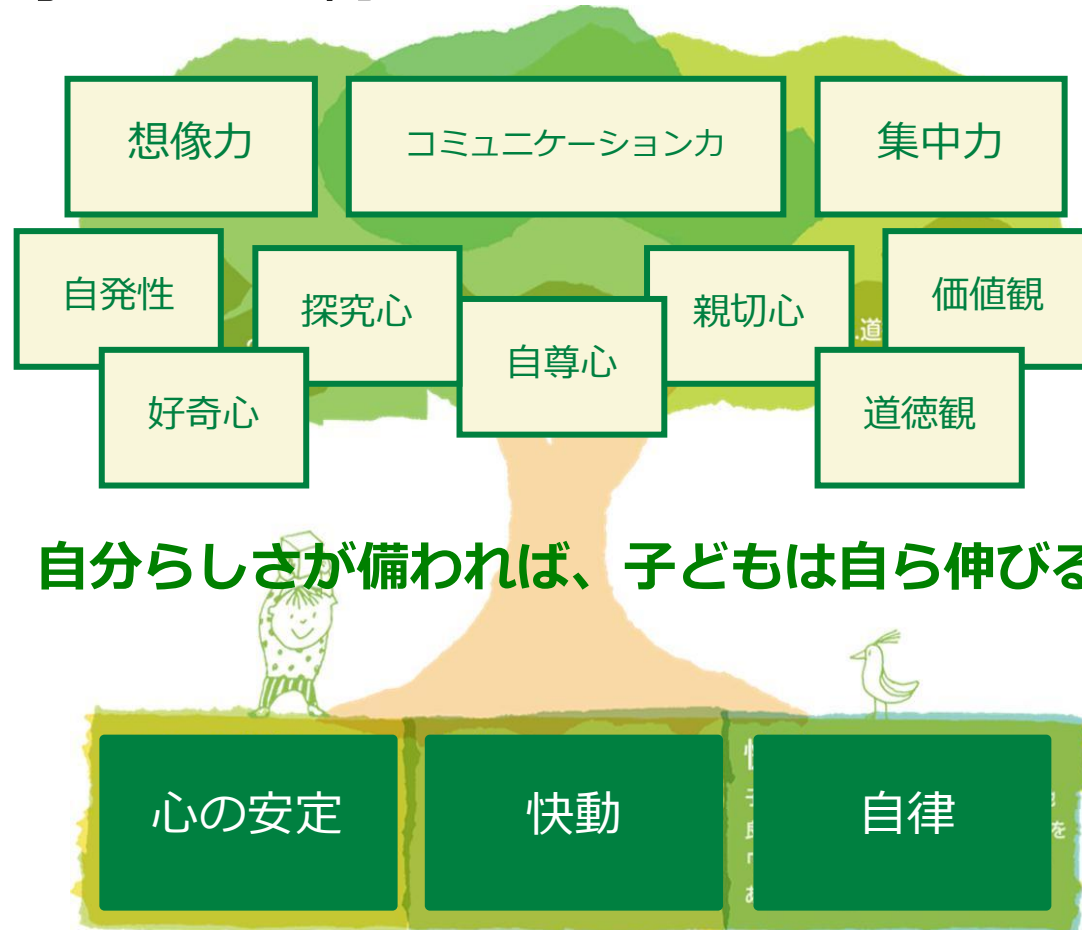 想像力
コミュニケーション力
集中力
自発性
探究心
親切心
価値観
自尊心
好奇心
道徳観
自分らしさが備われば、子どもは自ら伸びる
心の安定
快動
自律